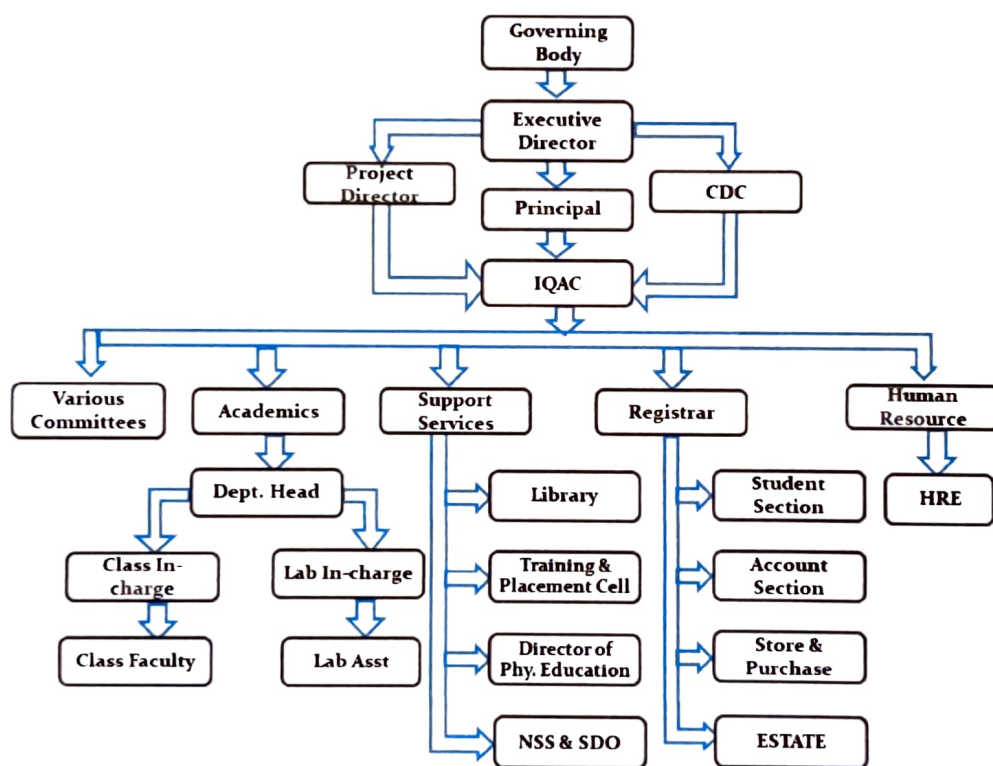 Governing
Body
Executive
Director
Project
Director
Principal
CDC
IQAC
Various
Committees
Academics
Support
Services
Registrar
Human
Resource
Dept. Head
Library
Student
Section
HRE
Class In-
charge
Lab In-charge
Training &
Placement Cell
Account
Section
Class Faculty
Lab Asst
Director of
Phy. Education
Store &
Purchase
NSS & SDO
ESTATE